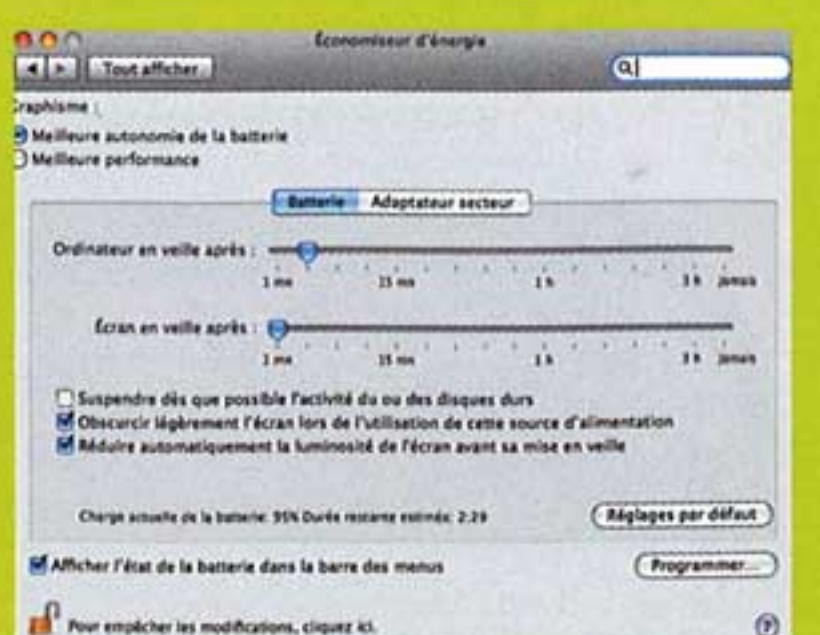 Économiseur d'énergie
Tout afficher
Graphisme :
Meilleure autonomie de la batterie
Meilleure performance
Batterie Adaptateur secteur
Ordinateur en veille après :
1 mn 15 mn 1 h 3 h Jamais
Écran en veille après :
1 mn 15 mn 1 h 3 h Jamais
Suspendre dès que possible l'activité du ou des disques durs
Obscurcir légèrement l'écran lors de l'utilisation de cette source d'alimentation
Réduire automatiquement la luminosité de l'écran avant sa mise en veille
Charge actuelle de la batterie: 95% Durée restante estimée: 2:29
Réglages par défaut
Afficher l'état de la batterie dans la barre des menus
Programmer...
Pour empêcher les modifications, cliquez ici.
?